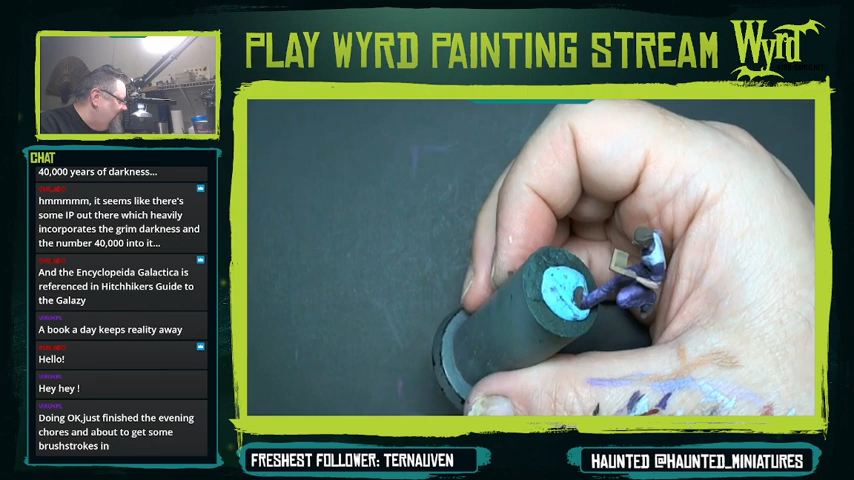 PLAY WYRD PAINTING STREAM
Wyrd
CHAT
40,000 years of darkness...
hmmmmm, it seems like there's
some IP out there which heavily
incorporates the grim darkness and
the number 40,000 into it...
And the Encyclopeida Galactica is
referenced in Hitchhikers Guide to
the Galazy
A book a day keeps reality away
Hello!
Hey hey !
Doing OK,just finished the evening
chores and about to get some
brushstrokes in
FRESHEST FOLLOWER: TERNAUVEN
HAUNTED @HAUNTED_MINIATURES